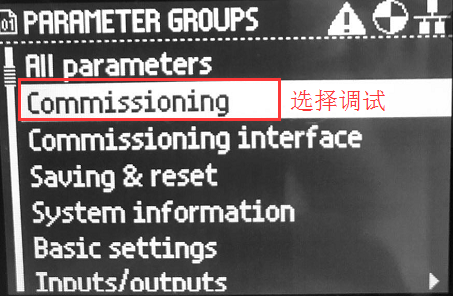 PARAMETER GROUPS
All parameters
Commissioning 选择调试
Commissioning interface
Saving & reset
System information
Basic settings
Inputs/outputs